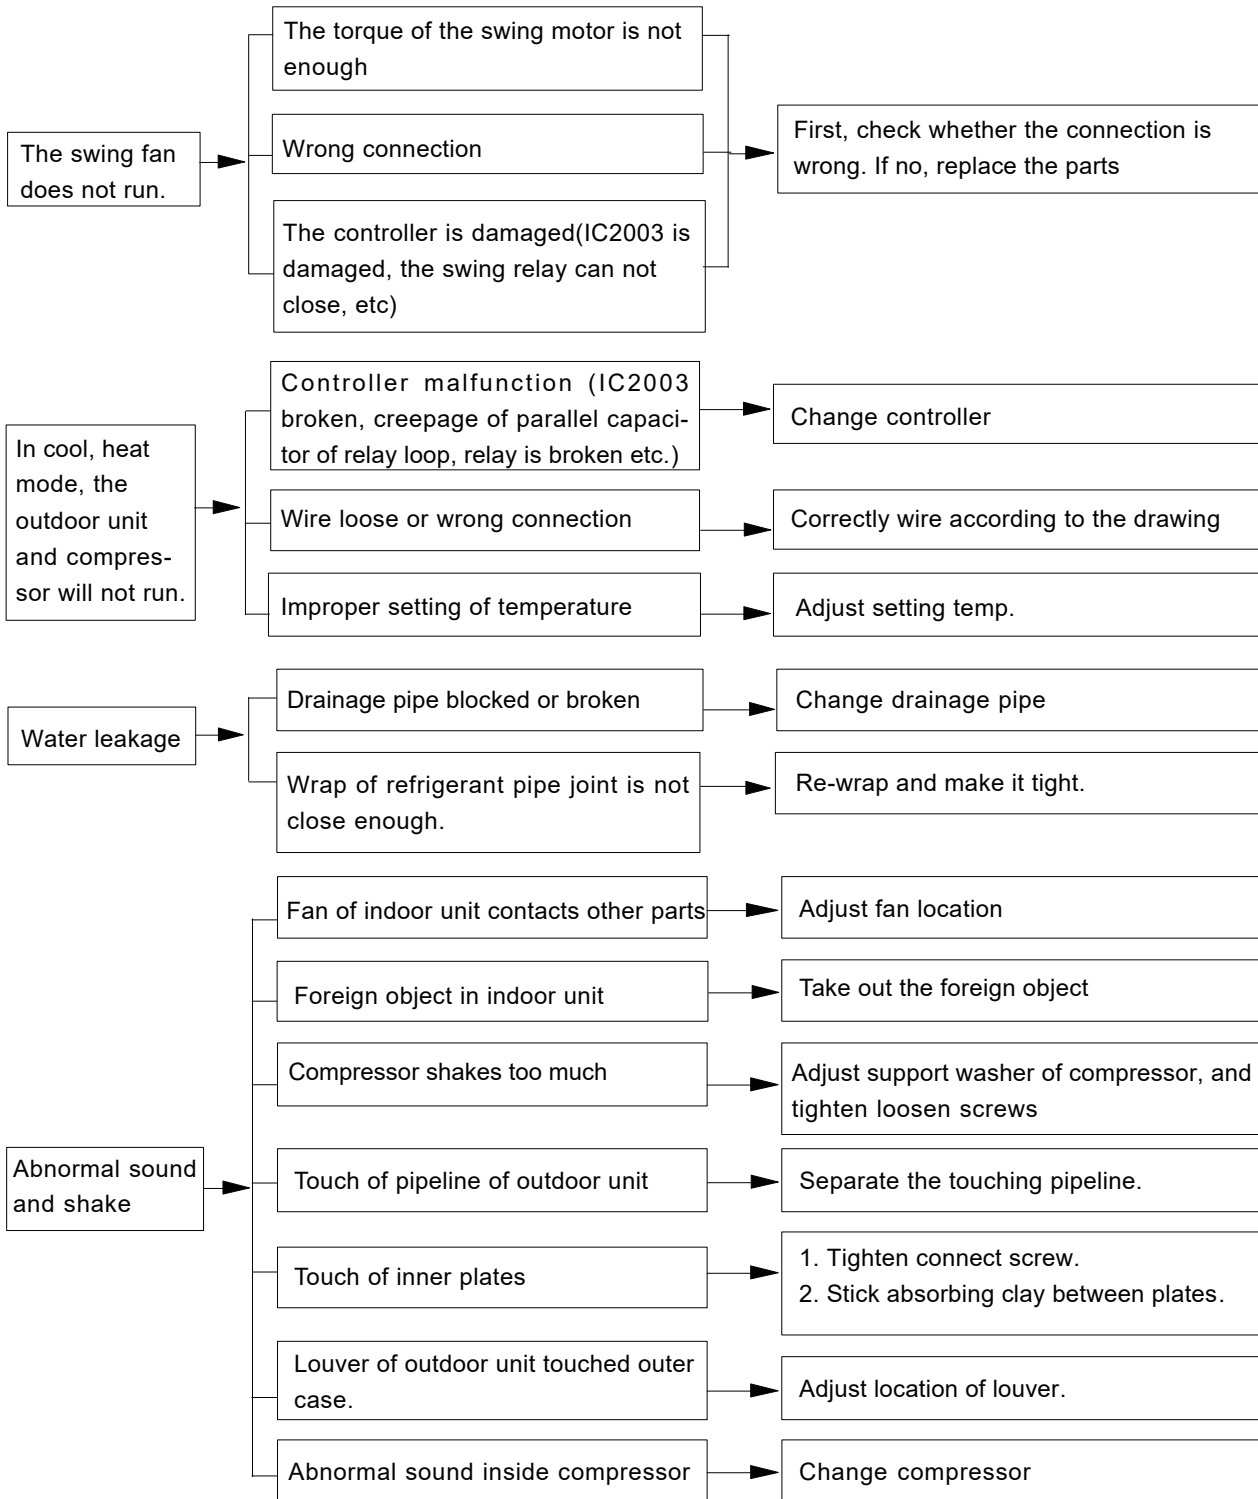 The torque of the swing motor is not
enough
The swing fan
does not run.
Wrong connection
First, check whether the connection is
wrong. If no, replace the parts
The controller is damaged(IC2003 is
damaged, the swing relay can not
close, etc)
In cool, heat
mode, the
outdoor unit
and compres-
sor will not run.
Controller malfunction (IC2003
broken, creepage of parallel capaci-
tor of relay loop, relay is broken etc.)
Change controller
Wire loose or wrong connection
Correctly wire according to the drawing
Improper setting of temperature
Adjust setting temp.
Water leakage
Drainage pipe blocked or broken
Change drainage pipe
Wrap of refrigerant pipe joint is not
close enough.
Re-wrap and make it tight.
Abnormal sound
and shake
Fan of indoor unit contacts other parts
Adjust fan location
Foreign object in indoor unit
Take out the foreign object
Compressor shakes too much
Adjust support washer of compressor, and
tighten loosen screws
Touch of pipeline of outdoor unit
Separate the touching pipeline.
Touch of inner plates
1. Tighten connect screw.
2. Stick absorbing clay between plates.
Louver of outdoor unit touched outer
case.
Adjust location of louver.
Abnormal sound inside compressor
Change compressor